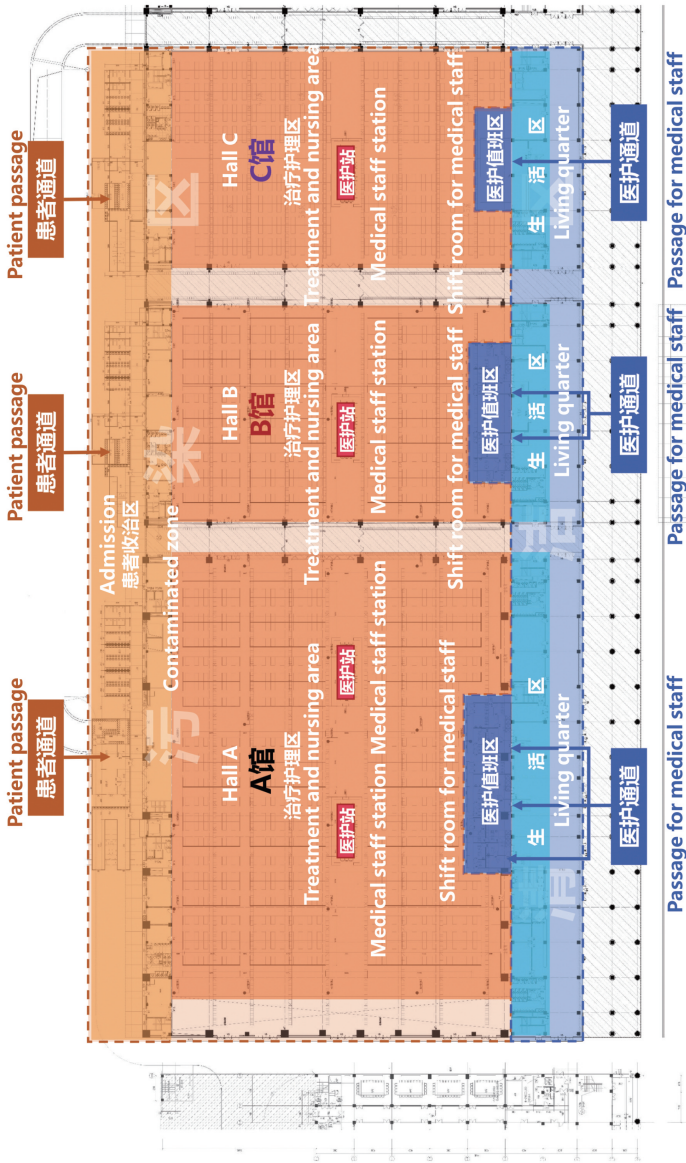 Patient passage
患者通道
Patient passage
患者通道
Patient passage
患者通道
Admission
患者收治区
Contaminated zone
污 染 区
Hall A
A馆
治疗护理区
Treatment and nursing area
医护站
医护站
Medical staff station
Medical staff station
Shift room for medical staff
医护值班区
Hall B
B馆
治疗护理区
Treatment and nursing area
医护站
Medical staff station
Shift room for medical staff
医护值班区
Hall C
C馆
治疗护理区
Treatment and nursing area
医护站
Medical staff station
Shift room for medical staff
医护值班区
生 活 区
Living quarter
生 活 区
Living quarter
生 活 区
Living quarter
清 洁 区
医护通道
Passage for medical staff
医护通道
Passage for medical staff
医护通道
Passage for medical staff